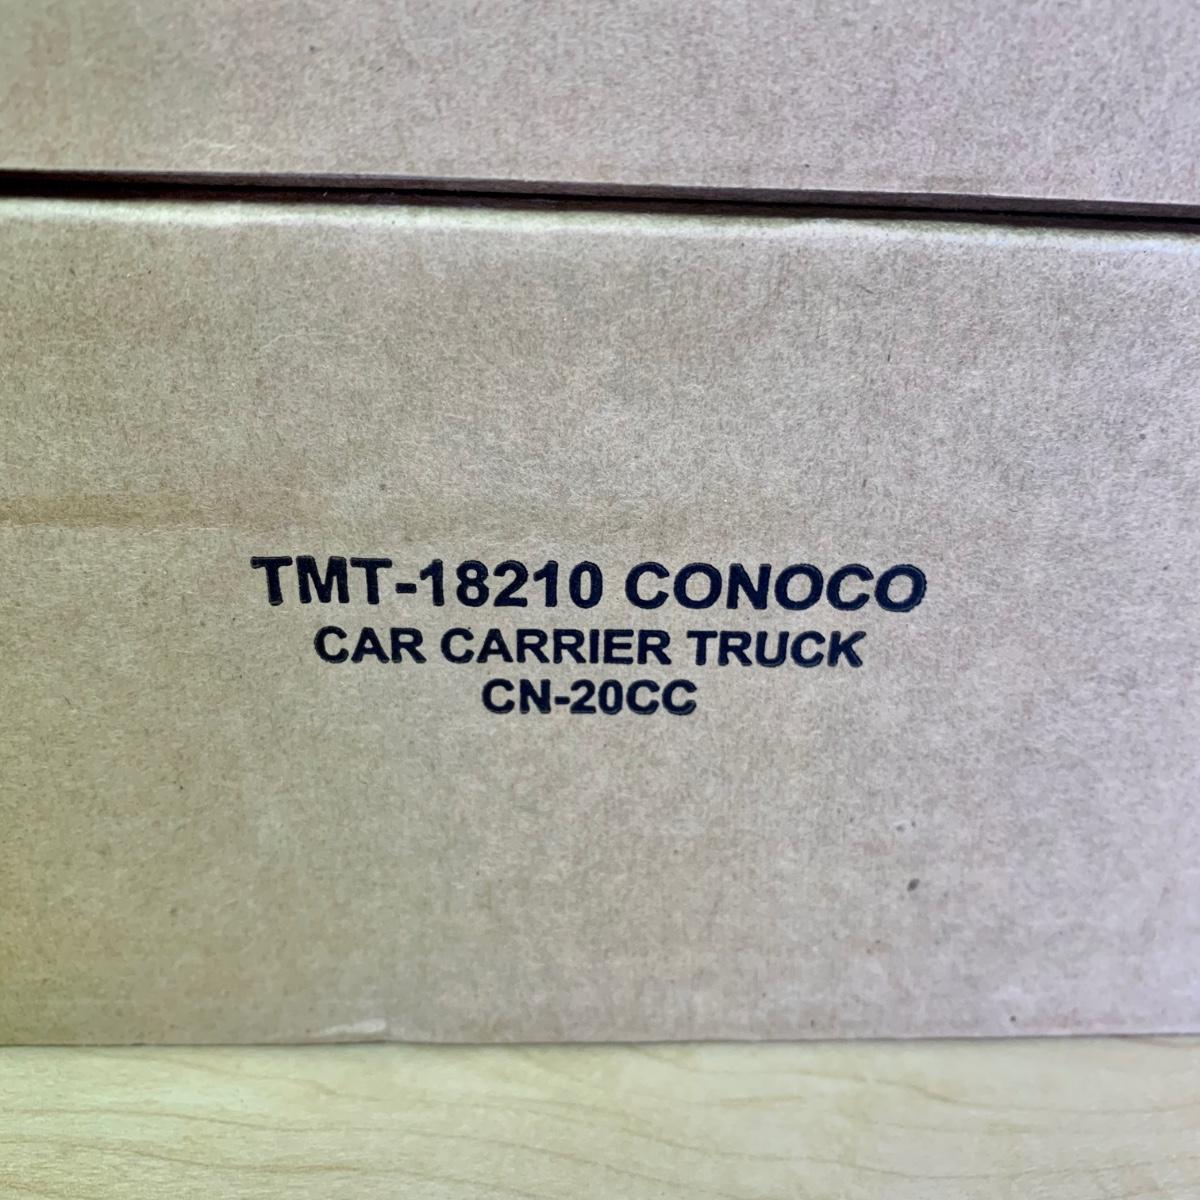 TMT-18210 CONOCO
CAR CARRIER TRUCK
CN-20CC